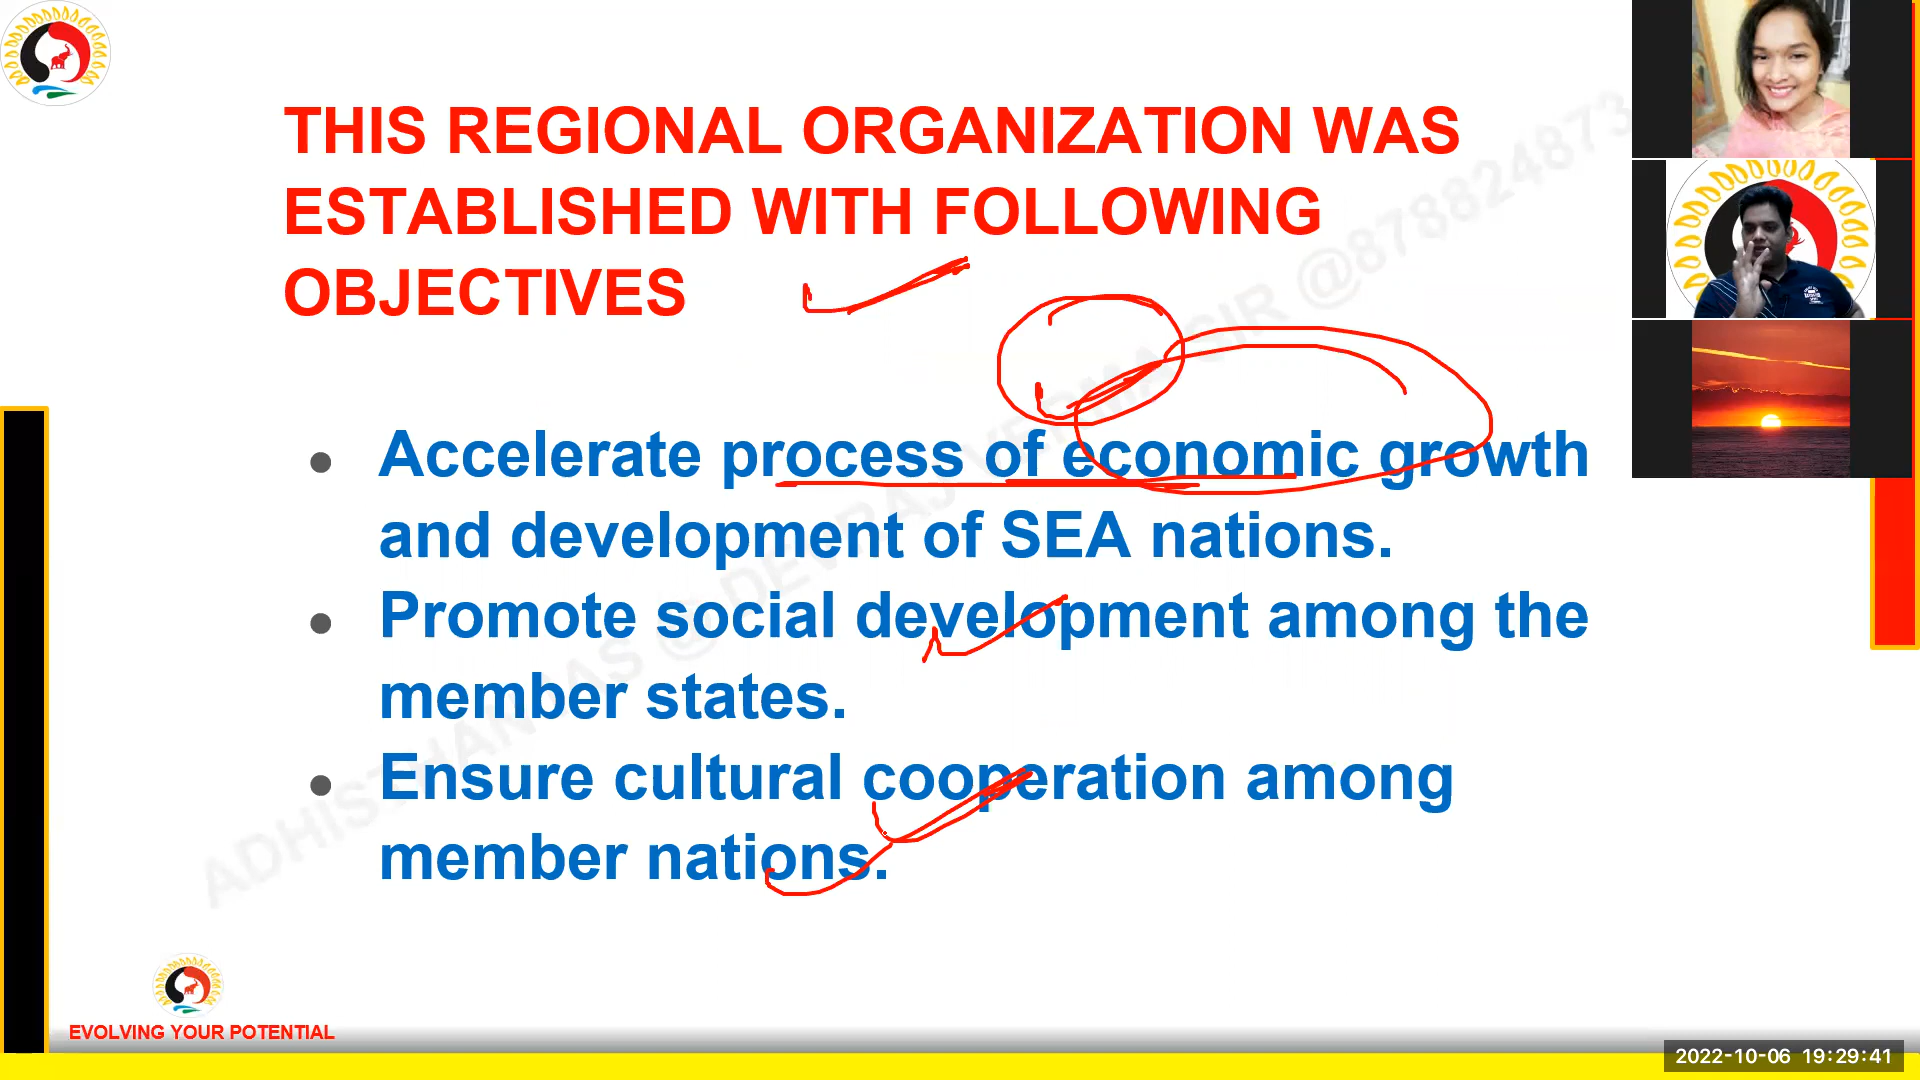 THIS REGIONAL ORGANIZATION WAS
ESTABLISHED WITH FOLLOWING
OBJECTIVES
• Accelerate process of economic growth
and development of SEA nations.
• Promote social development among the
member states.
• Ensure cultural cooperation among
member nations.
EVOLVING YOUR POTENTIAL
2022-10-06 19:29:41